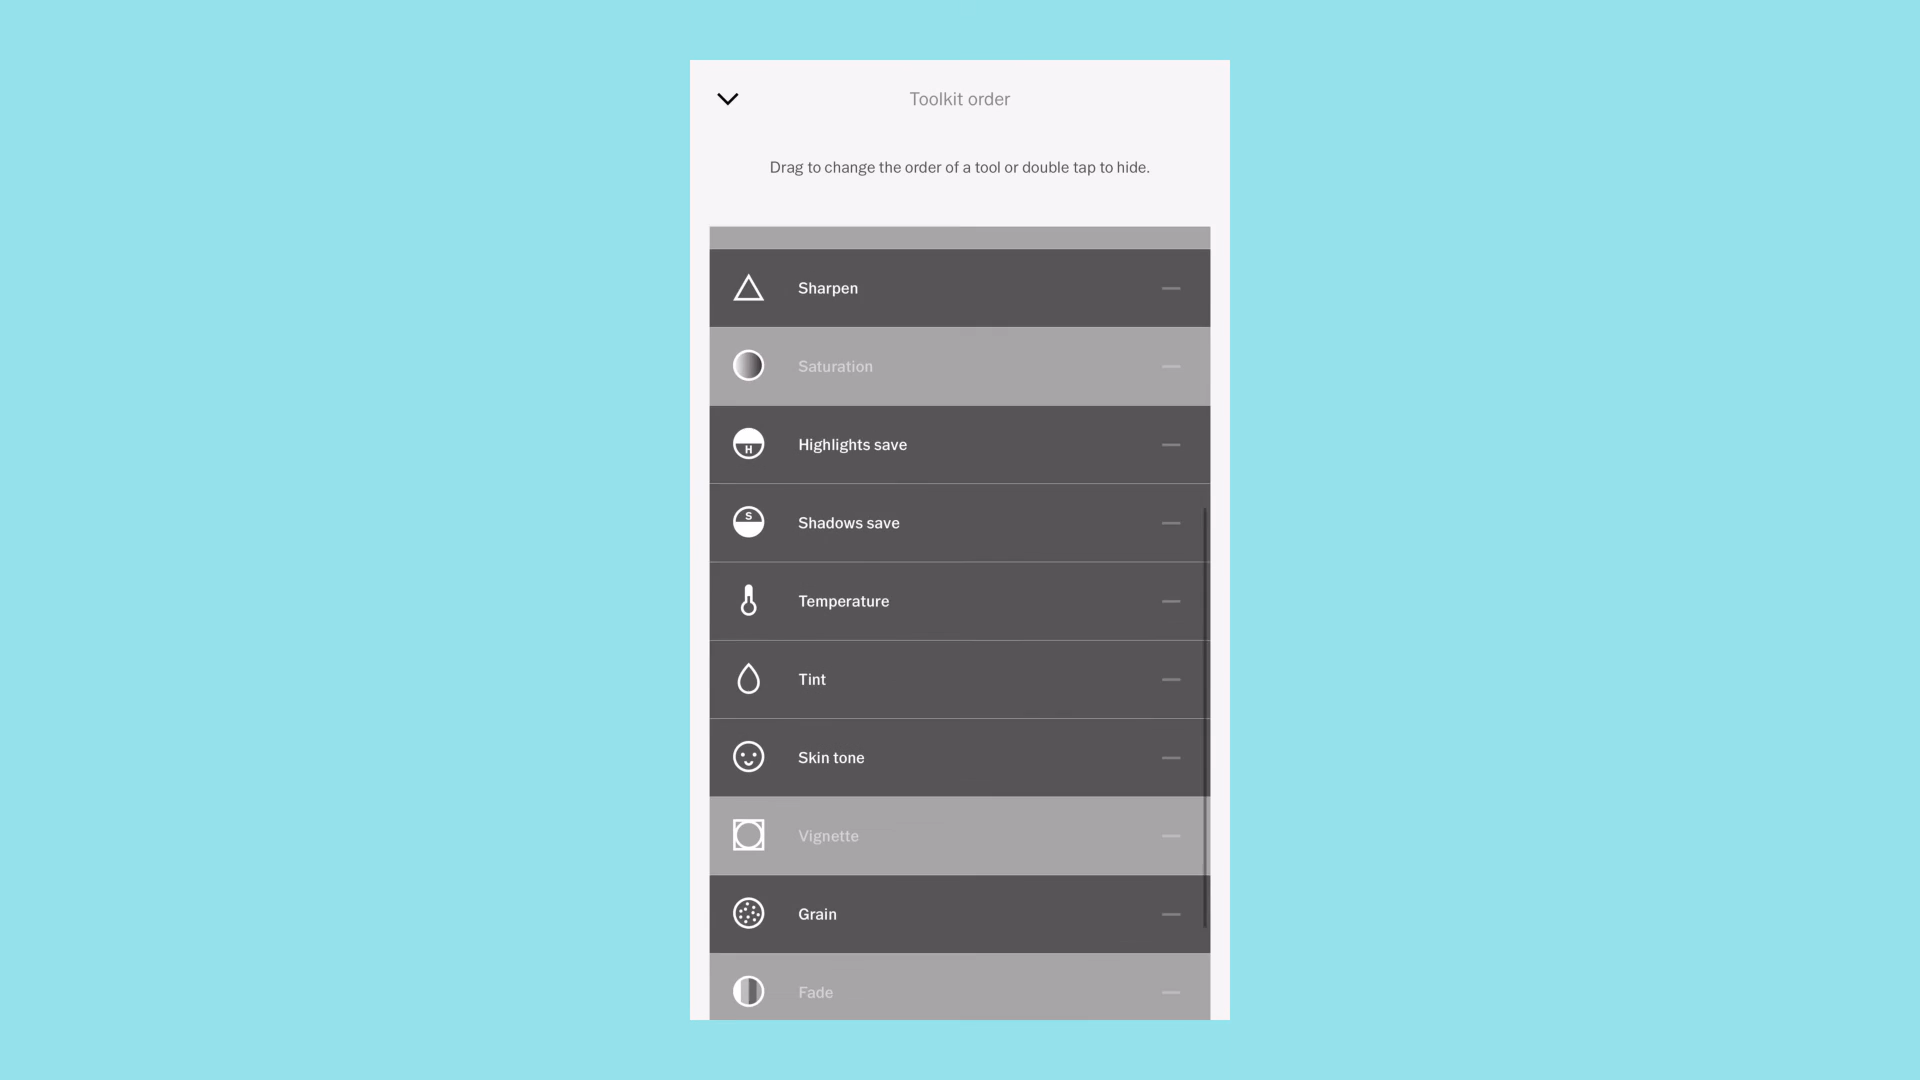 Toolkit order
Drag to change the order of a tool or double tap to hide.
Sharpen
Saturation
H Highlights save
S Shadows save
Temperature
Tint
Skin tone
Vignette
Grain
Fade